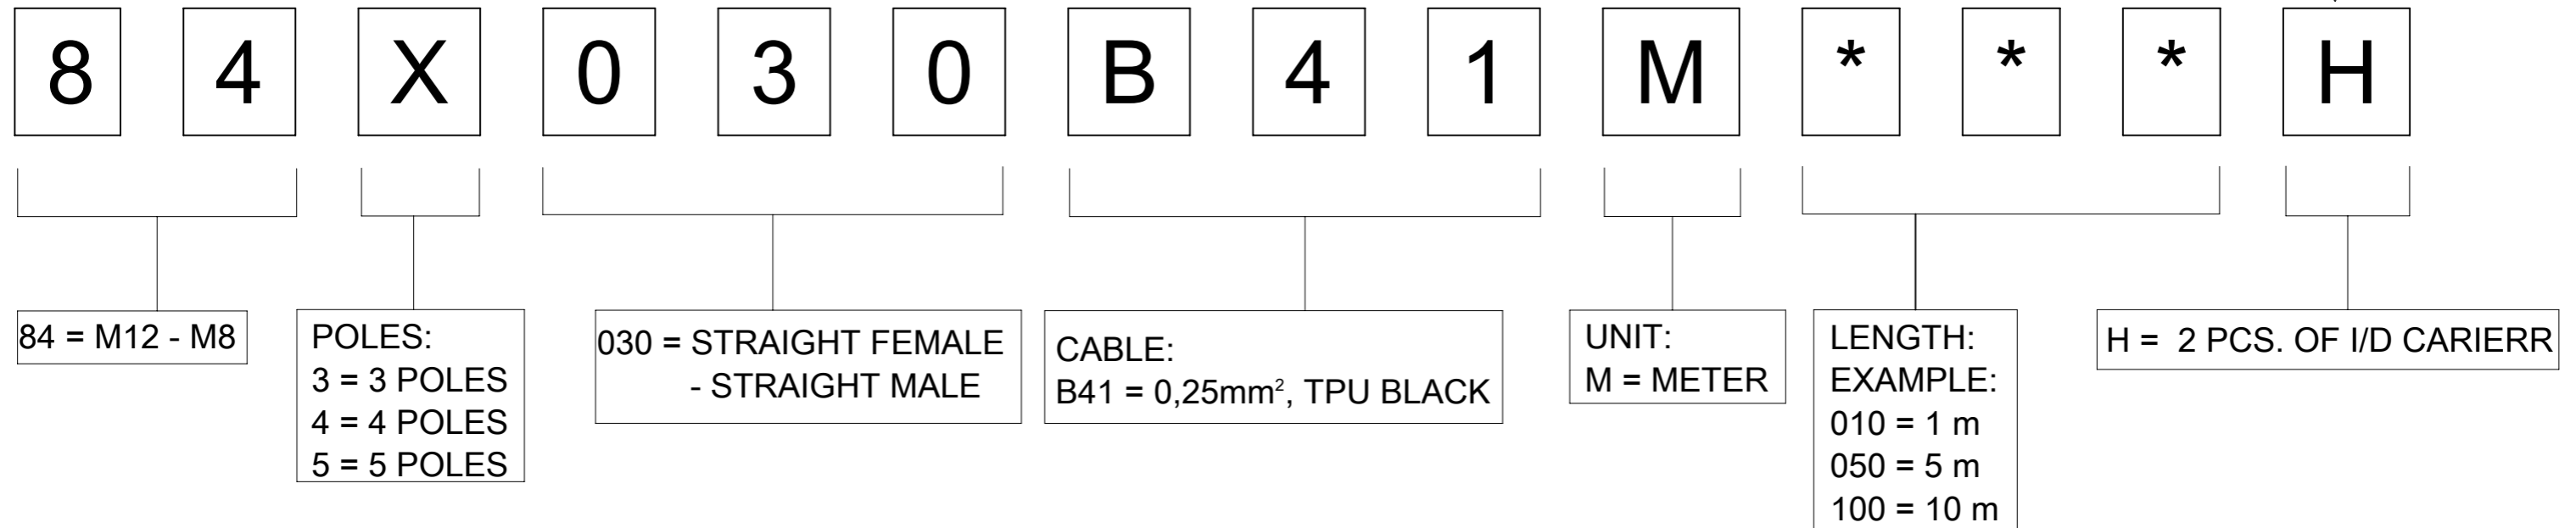 8 4 X 0 3 0 B 4 1 M * * * H
84 = M12 - M8
POLES:
3 = 3 POLES
4 = 4 POLES
5 = 5 POLES
030 = STRAIGHT FEMALE
- STRAIGHT MALE
CABLE:
B41 = 0,25mm², TPU BLACK
UNIT:
M = METER
LENGTH:
EXAMPLE:
010 = 1 m
050 = 5 m
100 = 10 m
H = 2 PCS. OF I/D CARIERR